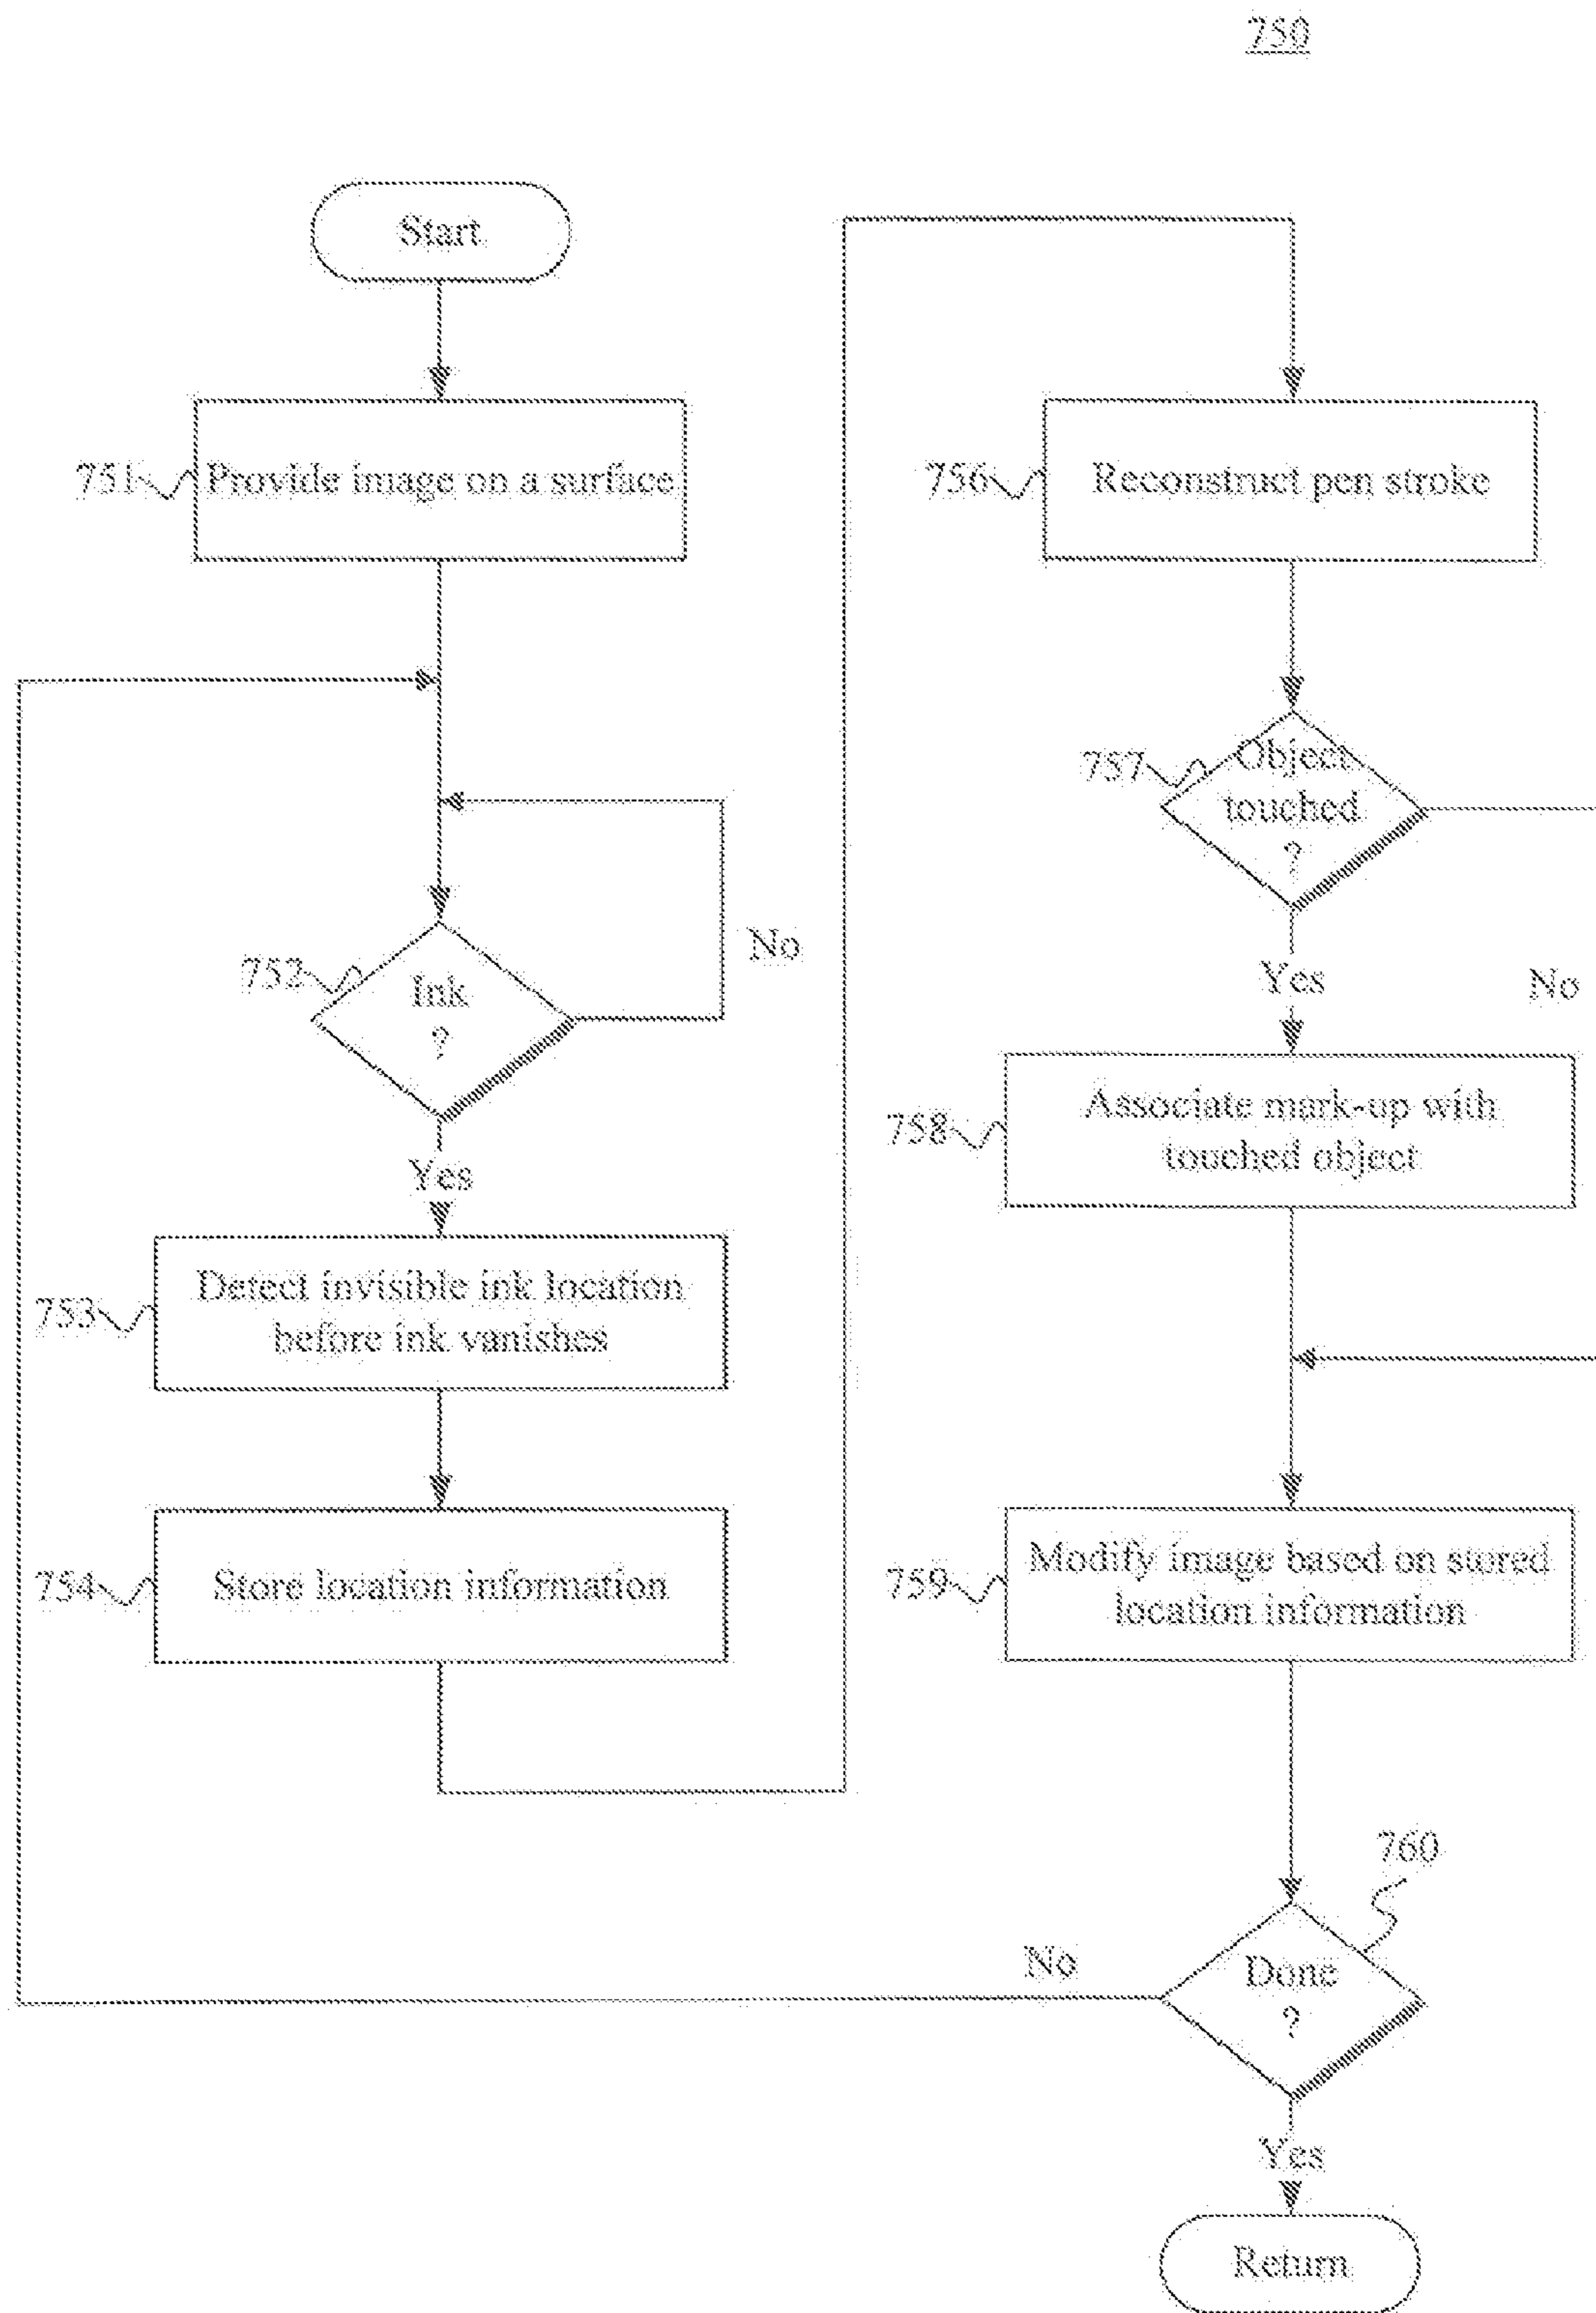 750
Start
751
Provide image on a surface
752
Ink
?
No
Yes
753
Detect invisible ink location
before ink vanishes
754
Store location information
756
Reconstruct pen stroke
757
Object
touched
?
Yes
No
758
Associate mark-up with
touched object
759
Modify image based on stored
location information
760
Done
?
No
Yes
Return